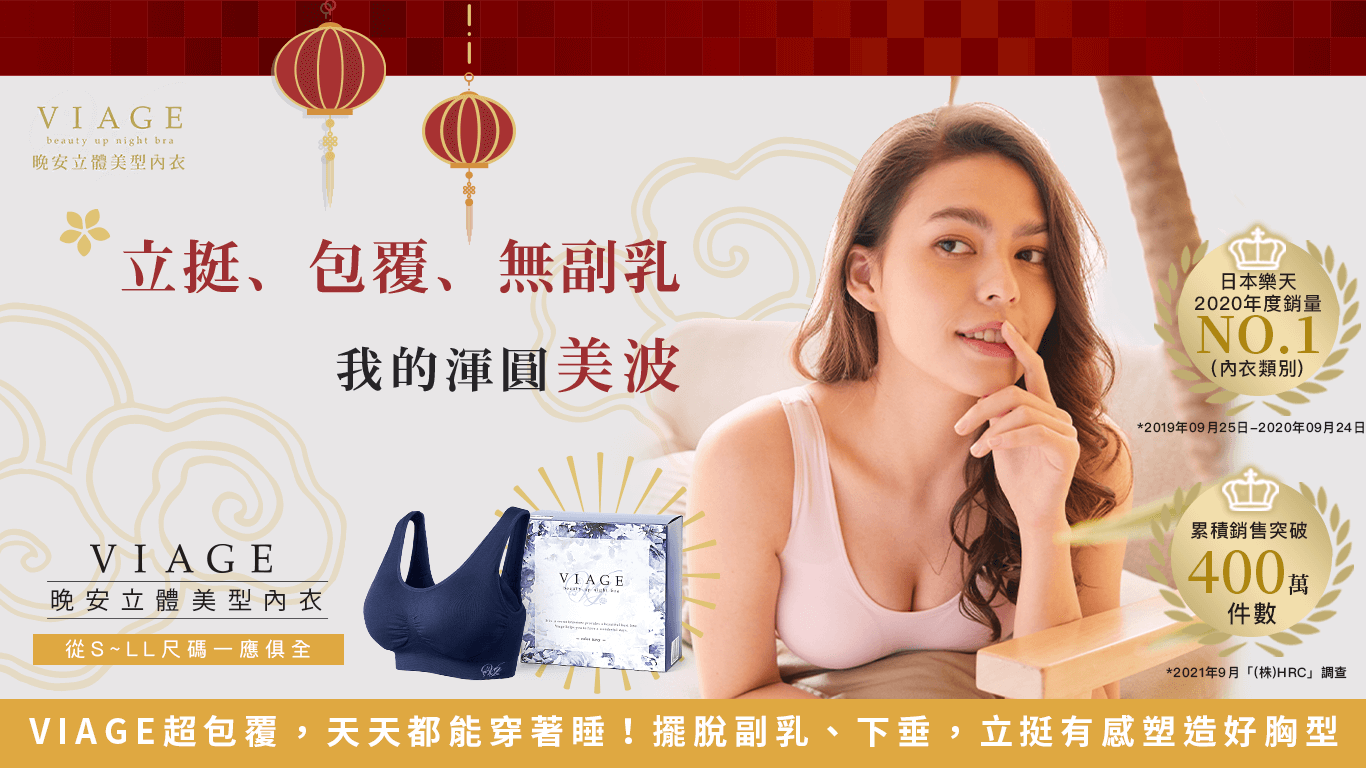 VIAGE
beauty up night bra
晚安立體美型內衣
立挺、包覆、無副乳
我的渾圓美波
日本樂天
2020年度銷量
NO.1
(內衣類別)
*2019年09月25日-2020年09月24日
累積銷售突破
400萬
件數
*2021年9月「(株)HRC」調查
VIAGE
晚安立體美型內衣
從S~LL尺碼一應俱全
VIAGE
beauty up night bra
VIAGE超包覆，天天都能穿著睡！擺脫副乳、下垂，立挺有感塑造好胸型